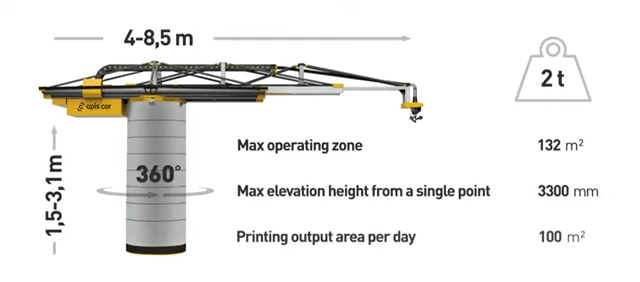 4-8,5 m
2 t
apis cor
Max operating zone 132 m²
360°
1,5-3,1 m
Max elevation height from a single point 3300 mm
Printing output area per day 100 m²